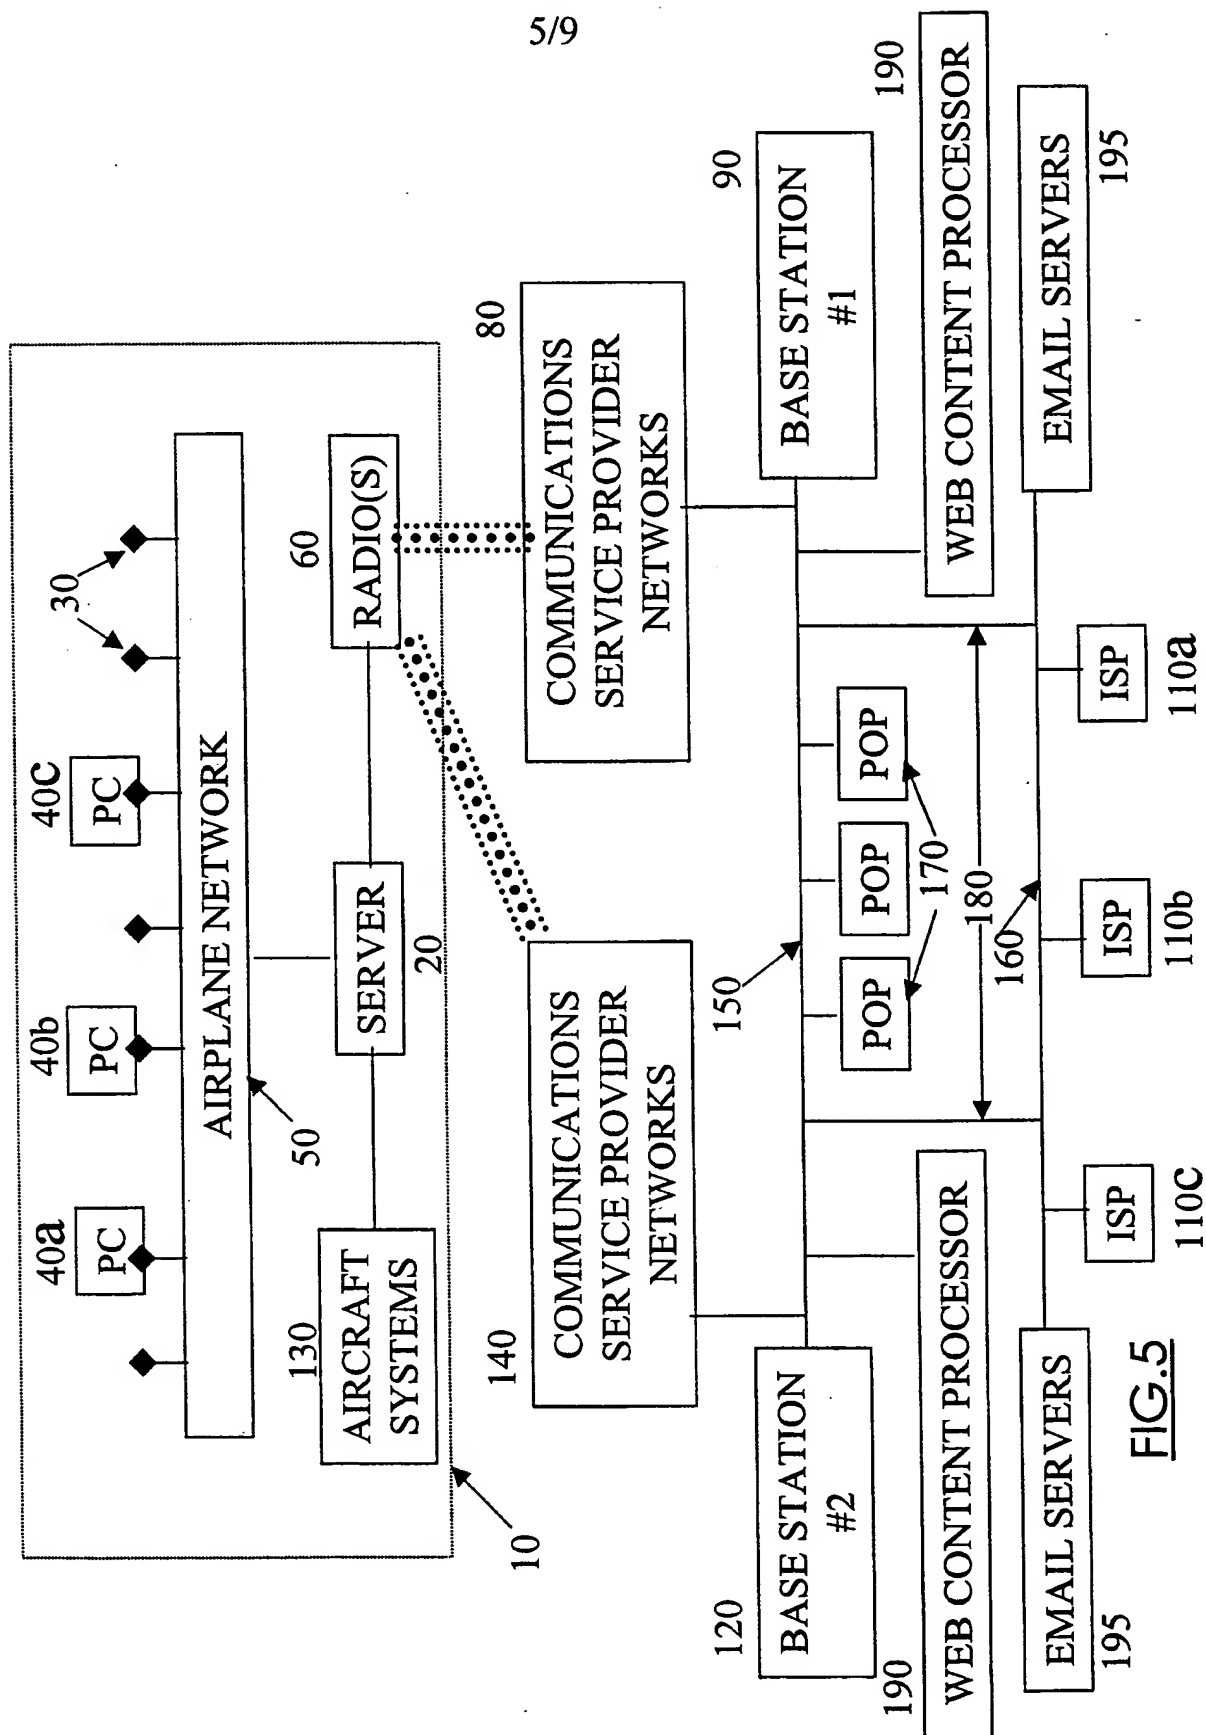 5/9
40a
40b
40c
30
PC
PC
PC
AIRPLANE NETWORK
50
130
20
60
AIRCRAFT
SYSTEMS
SERVER
RADIO(S)
10
140
80
COMMUNICATIONS
SERVICE PROVIDER
NETWORKS
COMMUNICATIONS
SERVICE PROVIDER
NETWORKS
120
150
90
BASE STATION
#2
BASE STATION
#1
POP
POP
POP
170
190
190
WEB CONTENT PROCESSOR
WEB CONTENT PROCESSOR
180
160
EMAIL SERVERS
EMAIL SERVERS
195
195
ISP
ISP
ISP
110c
110b
110a
FIG.5